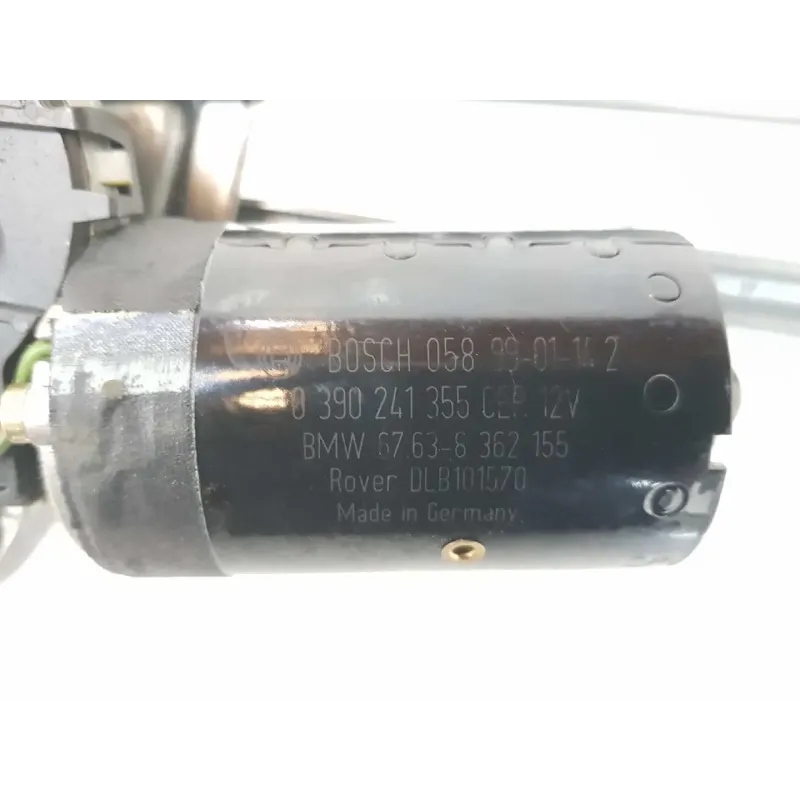 BOSCH 058 99-01-14 2
0 390 241 355 CEP. 12V
BMW 67.63-6 362 155
Rover DLB101570
Made in Germany